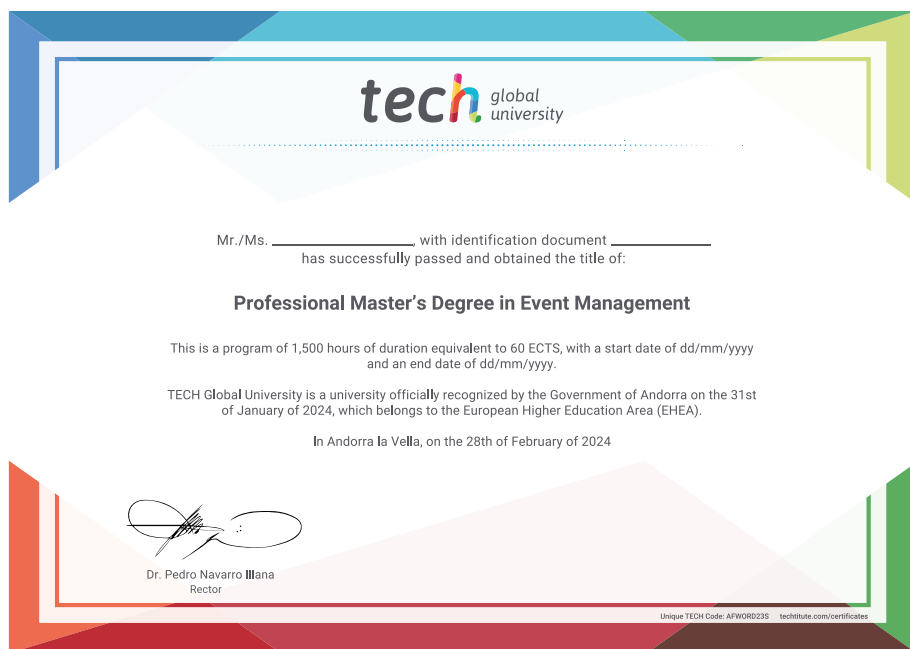 tech global university
Mr./Ms. ____________________, with identification document ______________
has successfully passed and obtained the title of:
Professional Master's Degree in Event Management
This is a program of 1,500 hours of duration equivalent to 60 ECTS, with a start date of dd/mm/yyyy
and an end date of dd/mm/yyyy.
TECH Global University is a university officially recognized by the Government of Andorra on the 31st
of January of 2024, which belongs to the European Higher Education Area (EHEA).
In Andorra la Vella, on the 28th of February of 2024
Dr. Pedro Navarro Illana
Rector
Unique TECH Code: AFWORD23S techtitute.com/certificates